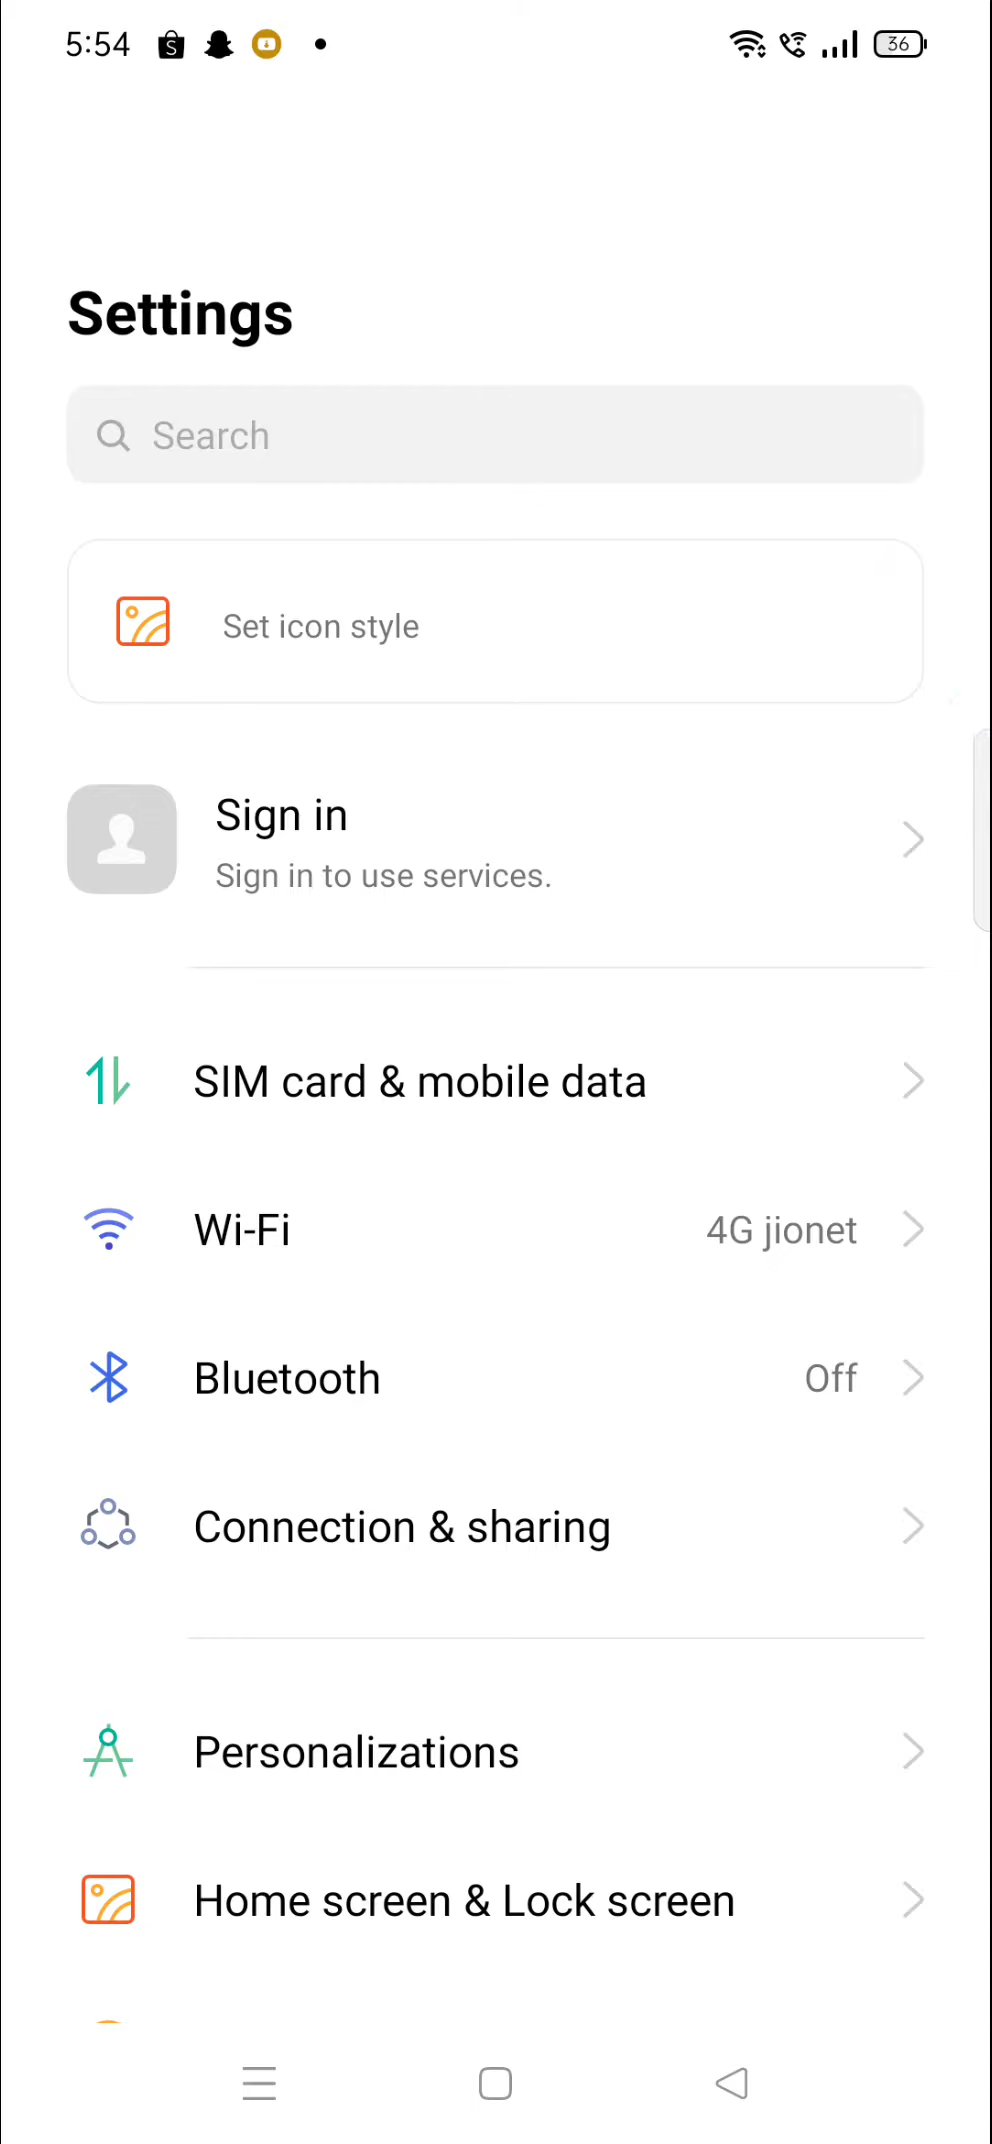 5:54 36
Settings
Search
Set icon style
Sign in
Sign in to use services.
SIM card & mobile data
Wi-Fi 4G jionet
Bluetooth Off
Connection & sharing
Personalizations
Home screen & Lock screen